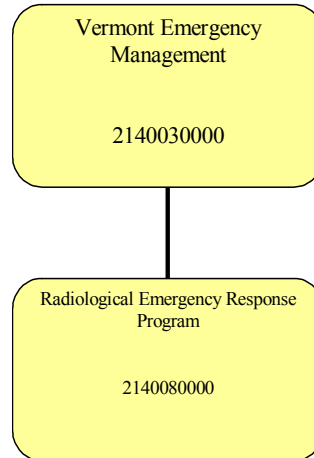 Vermont Emergency
Management
2140030000
Radiological Emergency Response
Program
2140080000